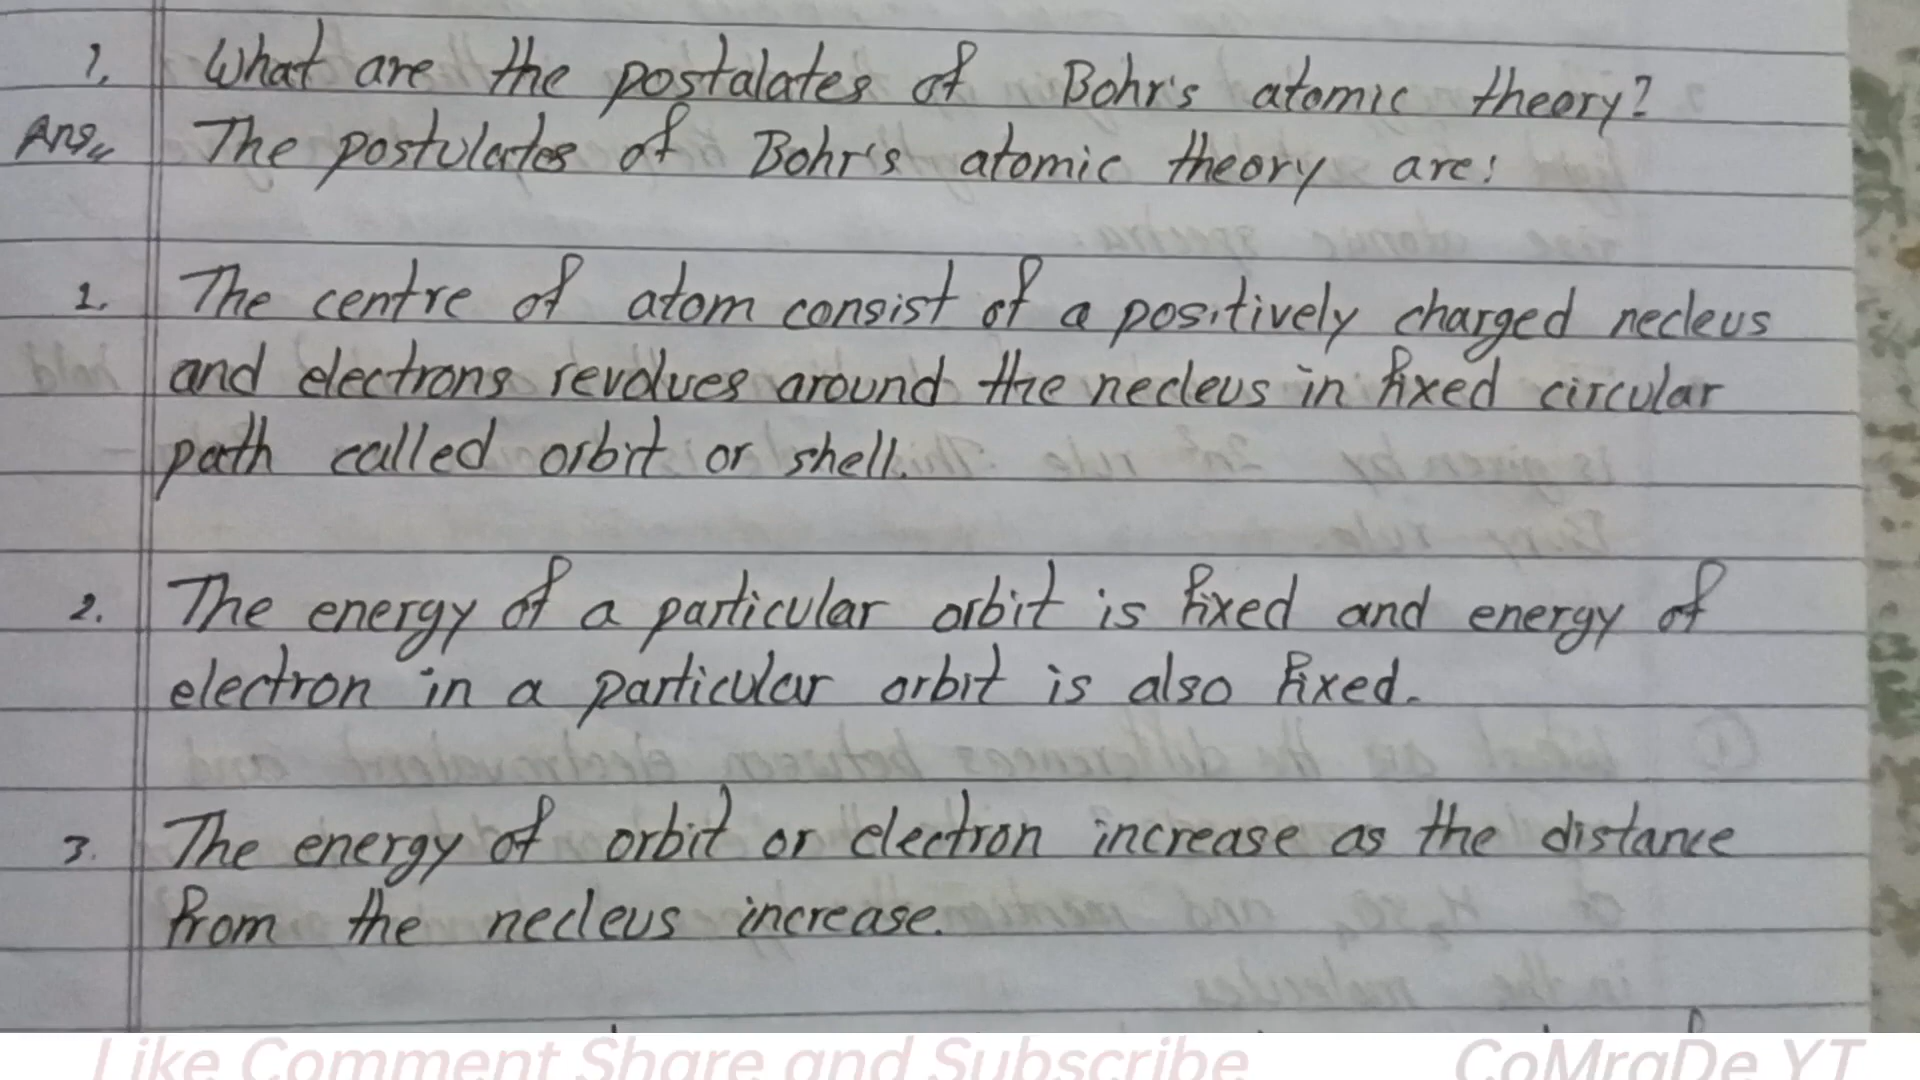 1. What are the postalates of Bohr's atomic theory?
Ans, The postulates of Bohr's atomic theory are:
1. The centre of atom consist of a positively charged necleus
and electrons revolves around the necleus in fixed circular
path called orbit or shell.
2. The energy of a particular orbit is fixed and energy of
electron in a particular orbit is also fixed.
3. The energy of orbit or electron increase as the distance
from the necleus increase.
Like Comment Share and Subscribe CoMraDe YT